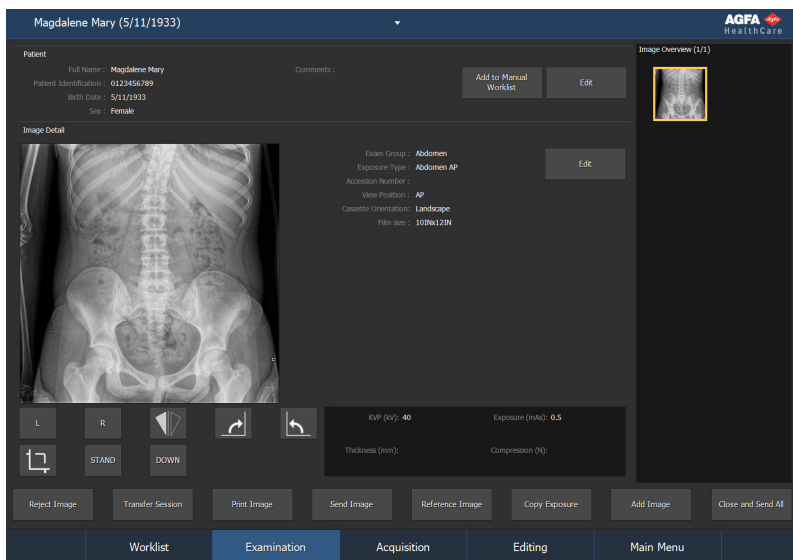 Magdalene Mary (5/11/1933)
AGFA
HealthCare
Patient
Full Name : Magdalene Mary
Comments :
Patient Identification : 0123456789
Birth Date : 5/11/1933
Sex : Female
Add to Manual
Worklist
Edit
Image Overview (1/1)
Image Detail
Exam Group : Abdomen
Exposure Type : Abdomen AP
Accession Number :
View Position : AP
Cassette Orientation: Landscape
Film size : 10INx12IN
Edit
L
R
STAND
DOWN
KVP (kV): 40
Exposure (mAs): 0.5
Thickness (mm):
Compression (N):
Reject Image
Transfer Session
Print Image
Send Image
Reference Image
Copy Exposure
Add Image
Close and Send All
Worklist
Examination
Acquisition
Editing
Main Menu